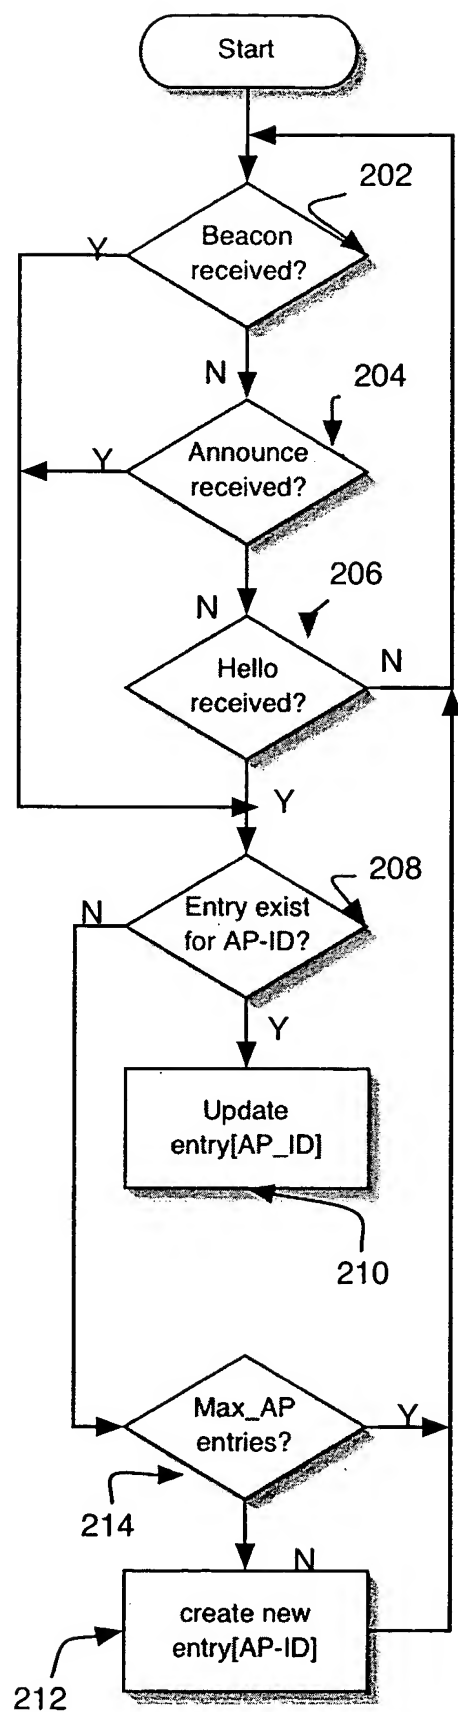 Start
202
Beacon
received?
Y
N
204
Announce
received?
Y
N
206
Hello
received?
N
Y
208
Entry exist
for AP-ID?
N
Y
Update
entry[AP_ID]
210
Max_AP
entries?
Y
214
N
create new
entry[AP-ID]
212